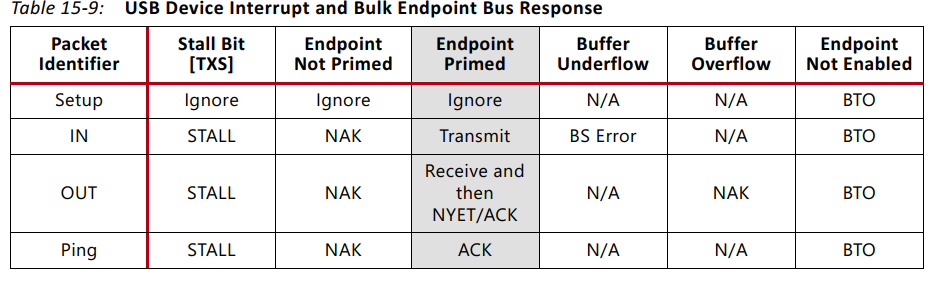 Table 15-9: USB Device Interrupt and Bulk Endpoint Bus Response
Packet Identifier | Stall Bit [TXS] | Endpoint Not Primed | Endpoint Primed | Buffer Underflow | Buffer Overflow | Endpoint Not Enabled
Setup | Ignore | Ignore | Ignore | N/A | N/A | BTO
IN | STALL | NAK | Transmit | BS Error | N/A | BTO
OUT | STALL | NAK | Receive and then NYET/ACK | N/A | NAK | BTO
Ping | STALL | NAK | ACK | N/A | N/A | BTO